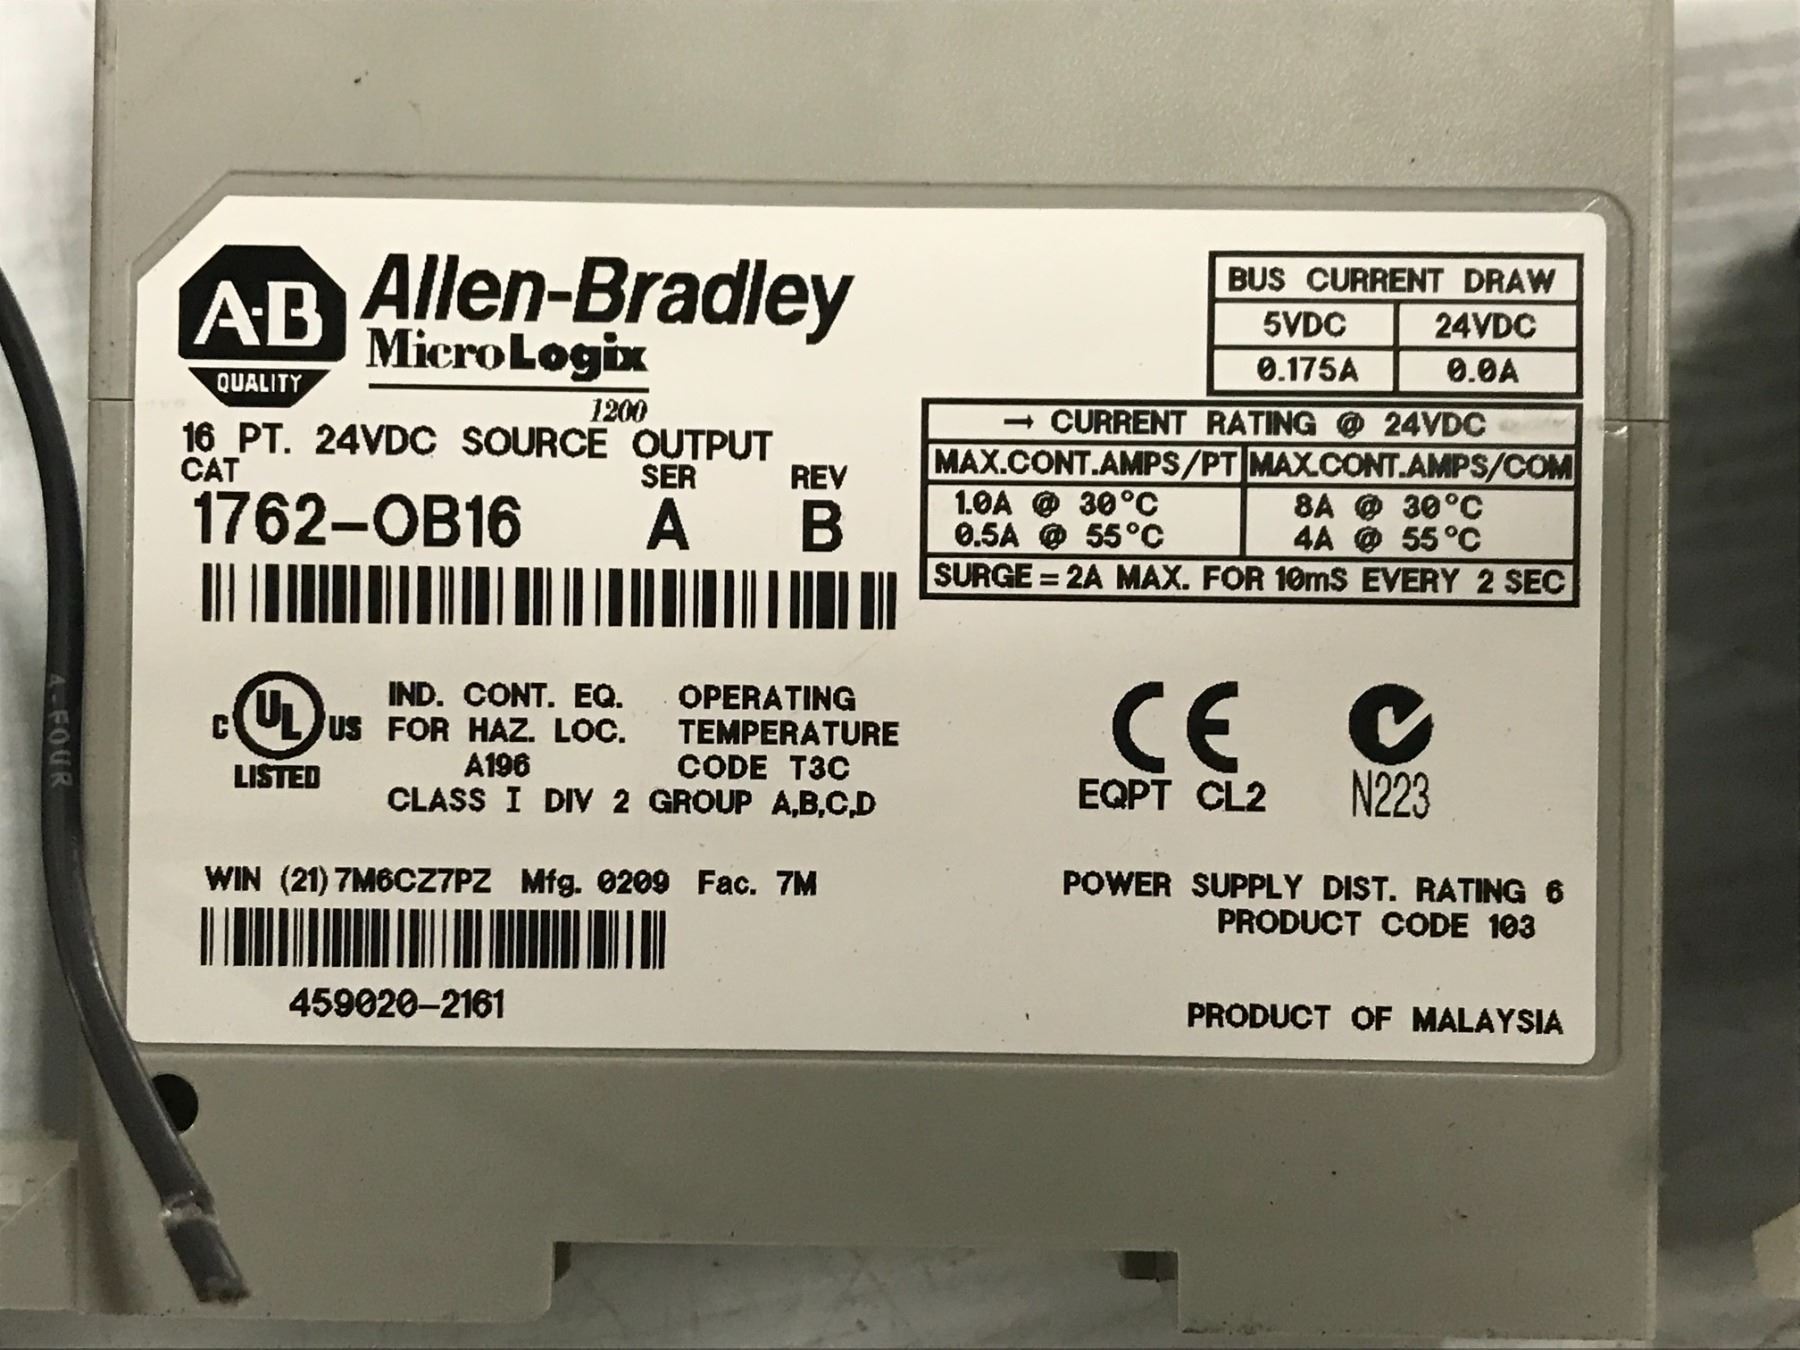 A-B
QUALITY
Allen-Bradley
MicroLogix
1200
16 PT. 24VDC SOURCE OUTPUT
CAT SER REV
1762-OB16 A B
BUS CURRENT DRAW
5VDC 24VDC
0.175A 0.0A
→ CURRENT RATING @ 24VDC
MAX.CONT.AMPS/PT MAX.CONT.AMPS/COM
1.0A @ 30°C 8A @ 30°C
0.5A @ 55°C 4A @ 55°C
SURGE = 2A MAX. FOR 10mS EVERY 2 SEC
C UL US
LISTED
IND. CONT. EQ.
FOR HAZ. LOC.
A196
OPERATING
TEMPERATURE
CODE T3C
CLASS I DIV 2 GROUP A,B,C,D
CE
EQPT CL2
N223
WIN (21) 7M6CZ7PZ Mfg. 0209 Fac. 7M
459020-2161
POWER SUPPLY DIST. RATING 6
PRODUCT CODE 103
PRODUCT OF MALAYSIA
A-FOUR